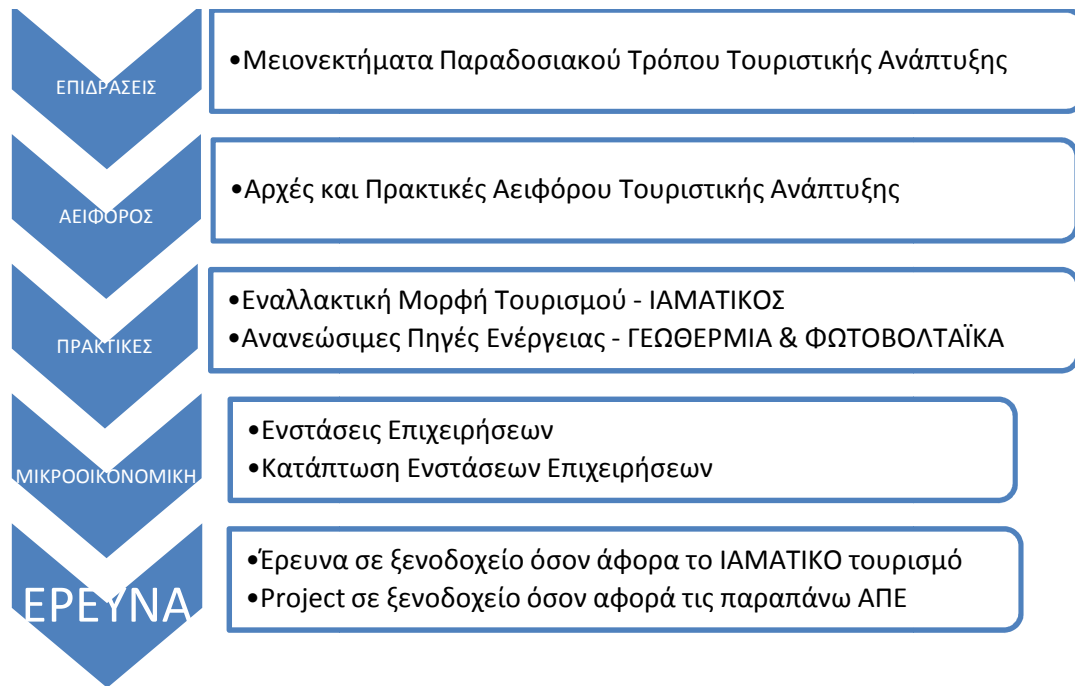 ΕΠΙΔΡΑΣΕΙΣ
•Μειονεκτήματα Παραδοσιακού Τρόπου Τουριστικής Ανάπτυξης
ΑΕΙΦΟΡΟΣ
•Αρχές και Πρακτικές Αειφόρου Τουριστικής Ανάπτυξης
ΠΡΑΚΤΙΚΕΣ
•Εναλλακτική Μορφή Τουρισμού - ΙΑΜΑΤΙΚΟΣ
•Ανανεώσιμες Πηγές Ενέργειας - ΓΕΩΘΕΡΜΙΑ & ΦΩΤΟΒΟΛΤΑΪΚΑ
ΜΙΚΡΟΟΙΚΟΝΟΜΙΚΗ
•Ενστάσεις Επιχειρήσεων
•Κατάπτωση Ενστάσεων Επιχειρήσεων
ΕΡΕΥΝΑ
•Έρευνα σε ξενοδοχείο όσον άφορα το ΙΑΜΑΤΙΚΟ τουρισμό
•Project σε ξενοδοχείο όσον αφορά τις παραπάνω ΑΠΕ